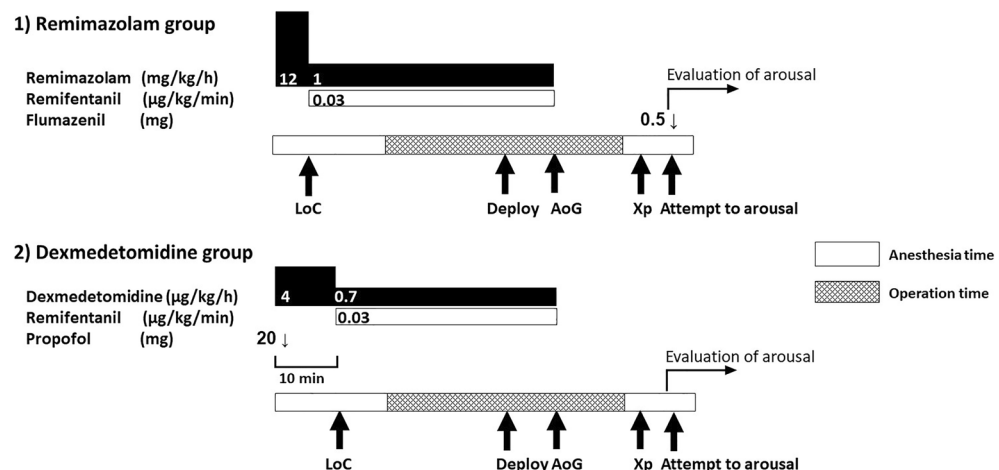 1) Remimazolam group
12 1
Remimazolam (mg/kg/h)
Remifentanil (μg/kg/min)
0.03
Flumazenil (mg)
Evaluation of arousal
0.5 ↓
LoC
Deploy AoG
Xp Attempt to arousal
2) Dexmedetomidine group
Anesthesia time
Operation time
Dexmedetomidine (μg/kg/h)
4 0.7
Remifentanil (μg/kg/min)
0.03
Propofol (mg)
20 ↓
10 min
Evaluation of arousal
LoC
Deploy AoG
Xp Attempt to arousal